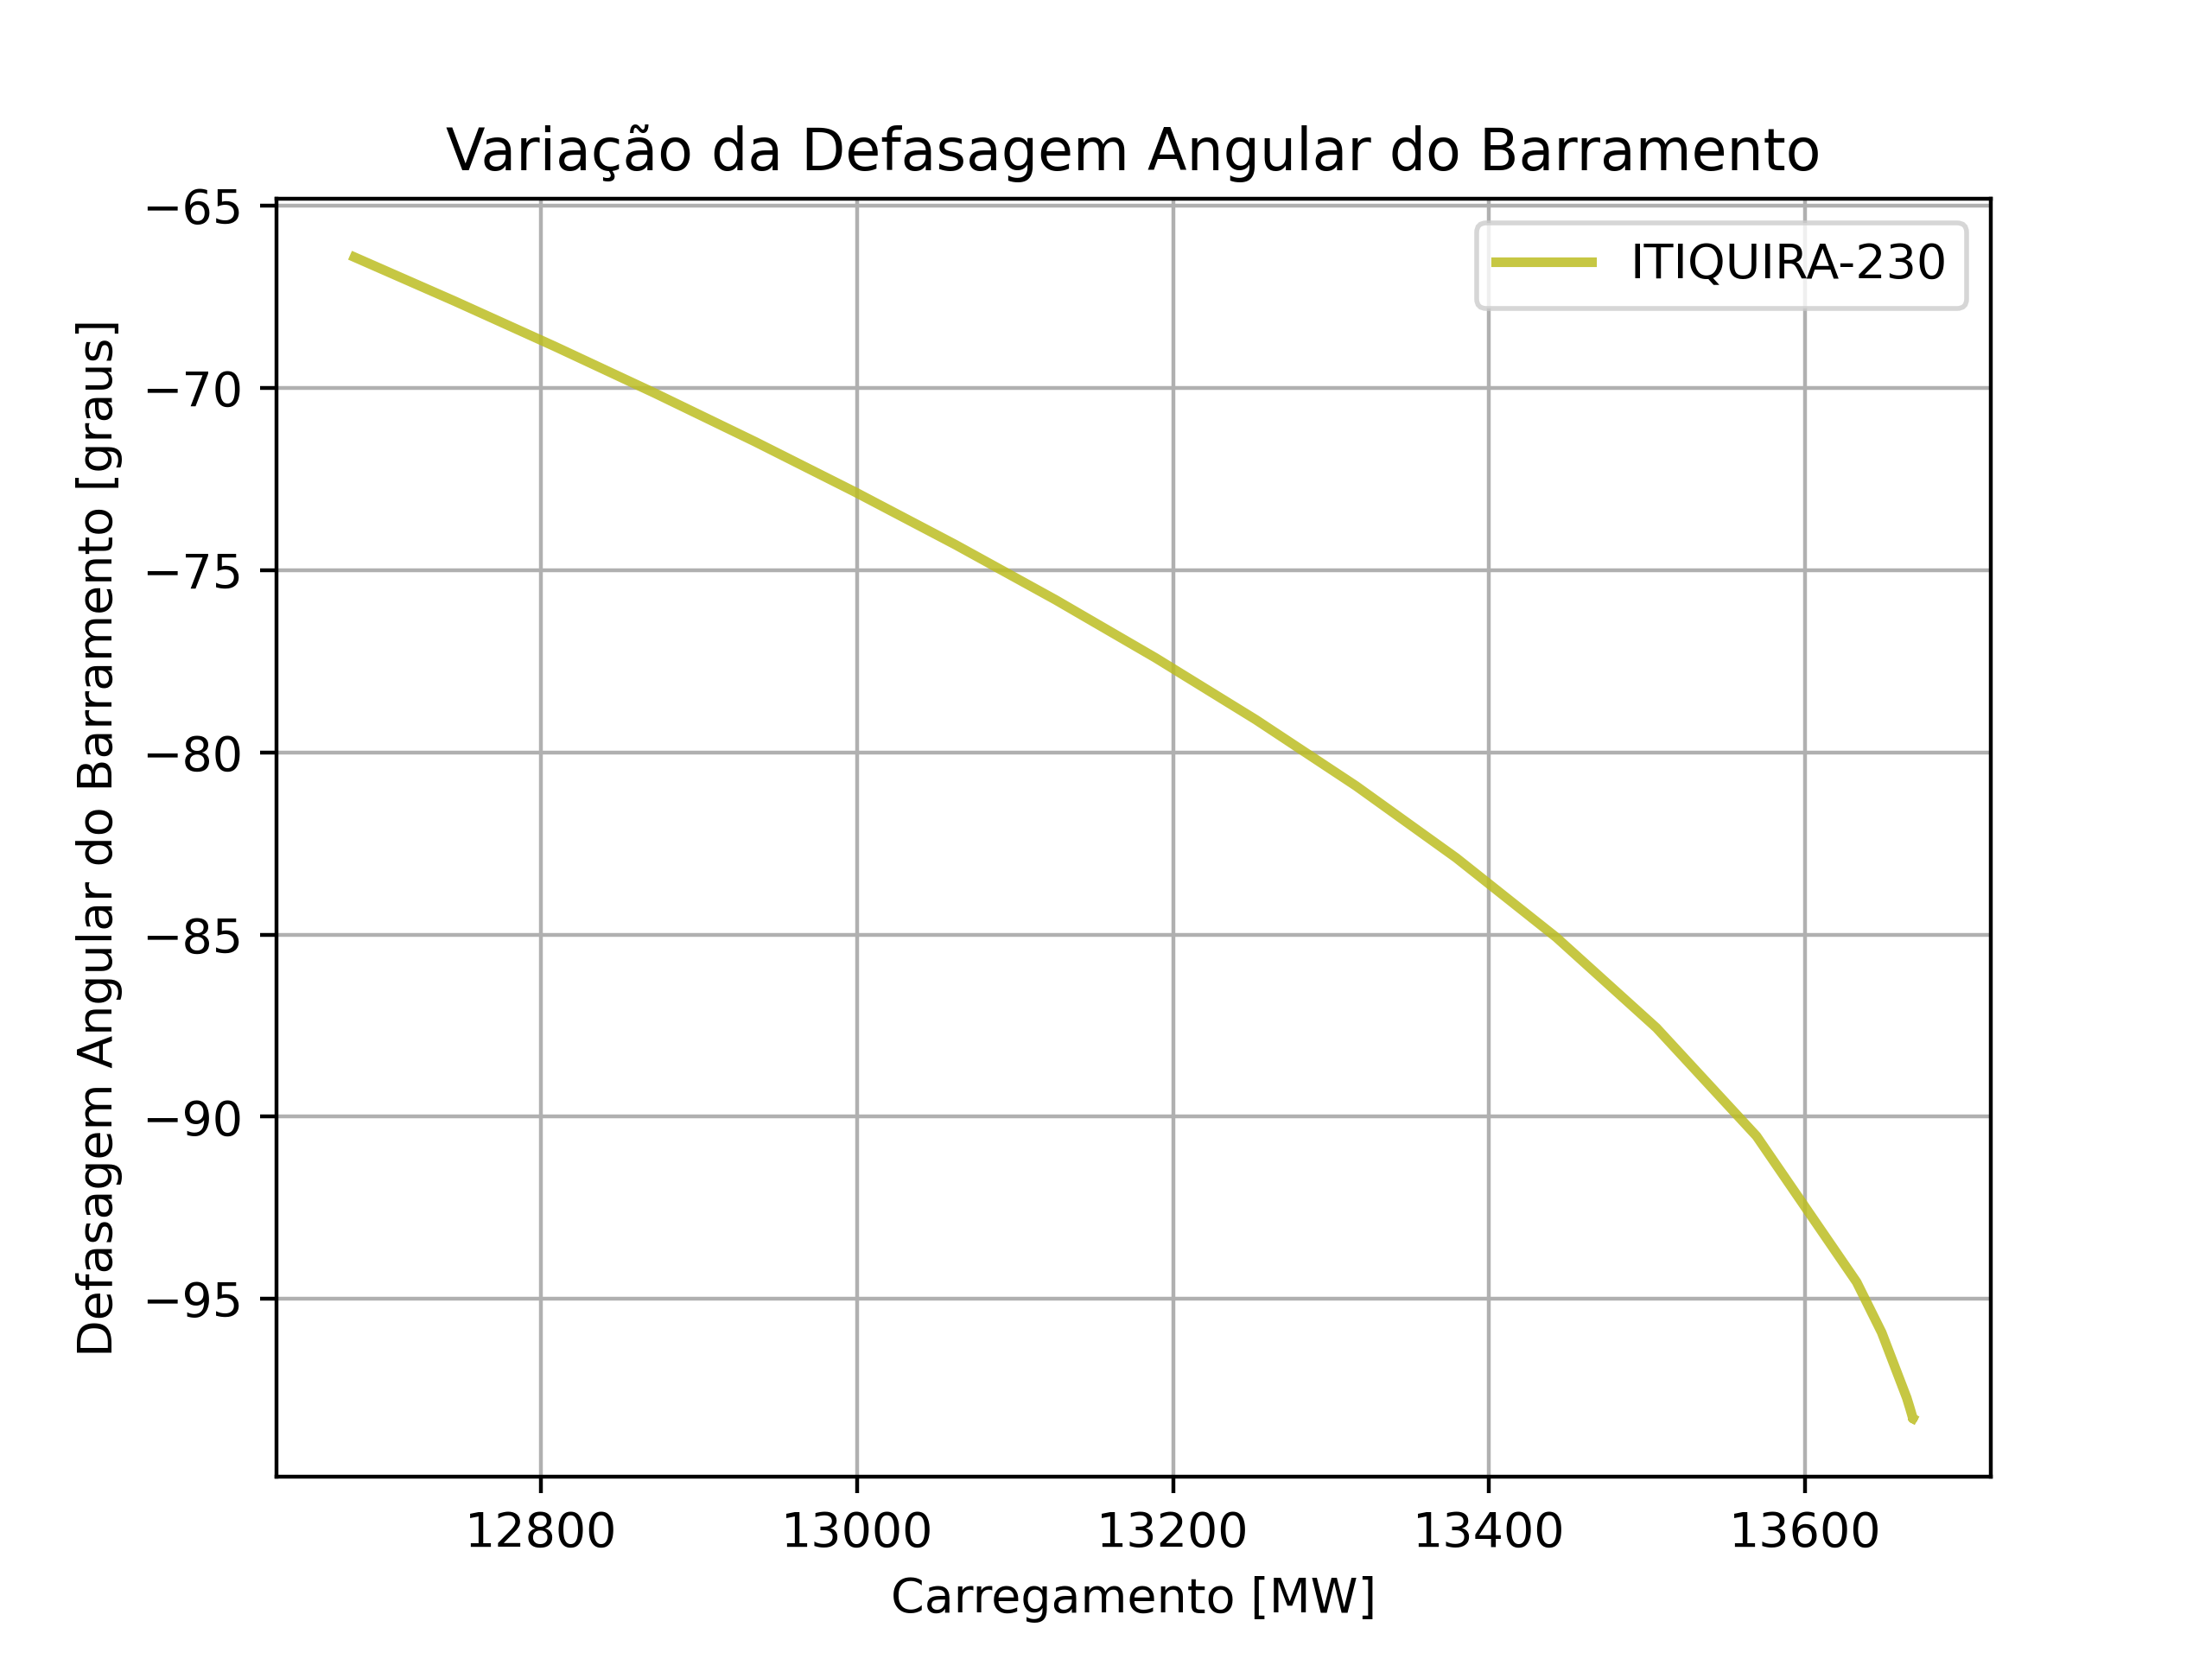 Variação da Defasagem Angular do Barramento
ITIQUIRA-230
Defasagem Angular do Barramento [graus]
−65
−70
−75
−80
−85
−90
−95
12800 13000 13200 13400 13600
Carregamento [MW]